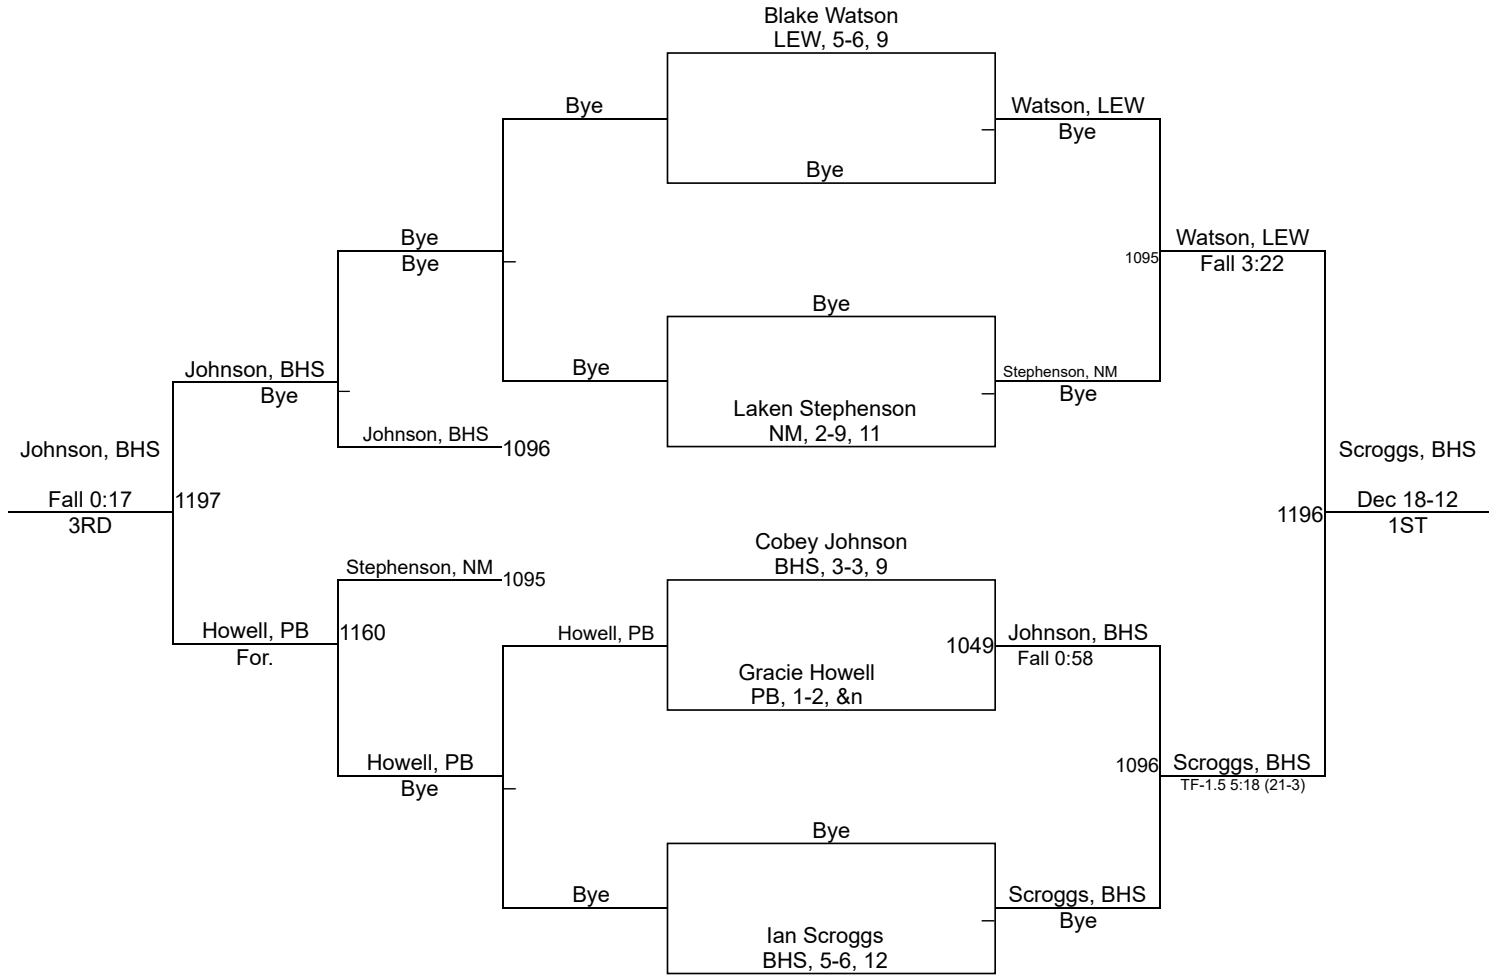 Blake Watson
LEW, 5-6, 9
Bye
Watson, LEW
Bye
Bye
Bye
Bye
Watson, LEW
1095
Fall 3:22
Bye
Bye
Stephenson, NM
Bye
Laken Stephenson
NM, 2-9, 11
Johnson, BHS
Bye
Johnson, BHS
1096
Johnson, BHS
Fall 0:17
1197
3RD
Scroggs, BHS
1196
Dec 18-12
1ST
Cobey Johnson
BHS, 3-3, 9
Stephenson, NM
1095
Howell, PB
1160
For.
Howell, PB
1049
Johnson, BHS
Fall 0:58
Gracie Howell
PB, 1-2, &n
Howell, PB
Bye
1096
Scroggs, BHS
TF-1.5 5:18 (21-3)
Bye
Bye
Scroggs, BHS
Bye
Ian Scroggs
BHS, 5-6, 12